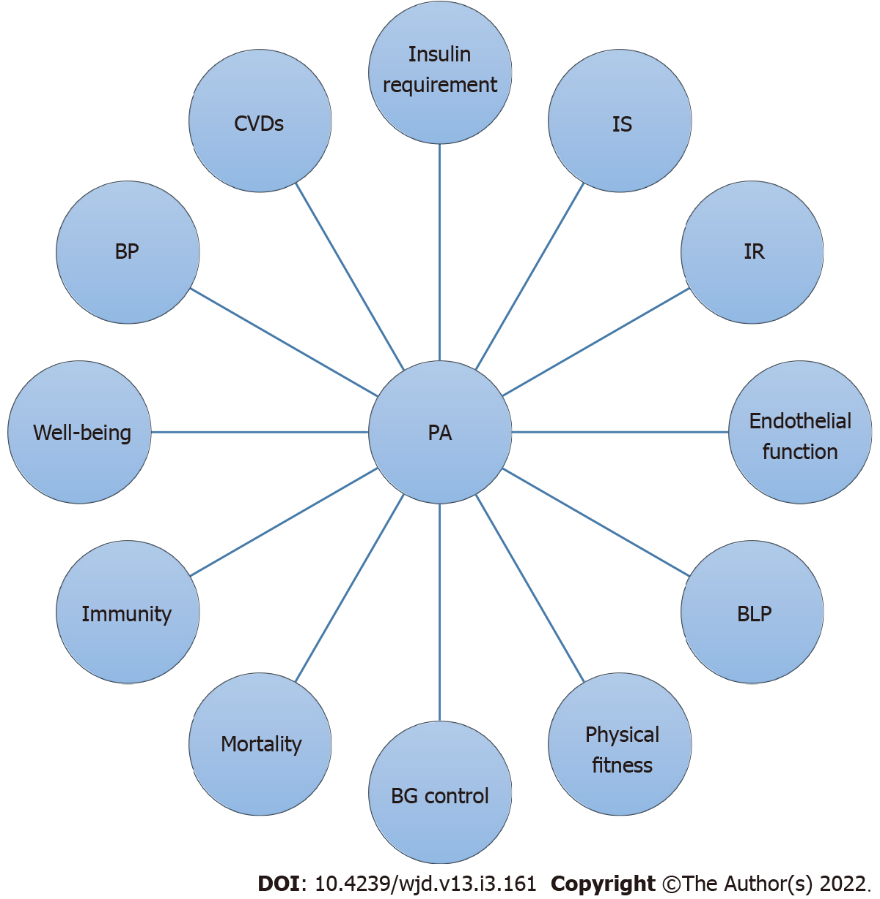 Insulin
requirement
IS
IR
Endothelial
function
BLP
Physical
fitness
BG control
Mortality
Immunity
Well-being
BP
CVDs
PA
DOI: 10.4239/wjd.v13.i3.161 Copyright ©The Author(s) 2022.